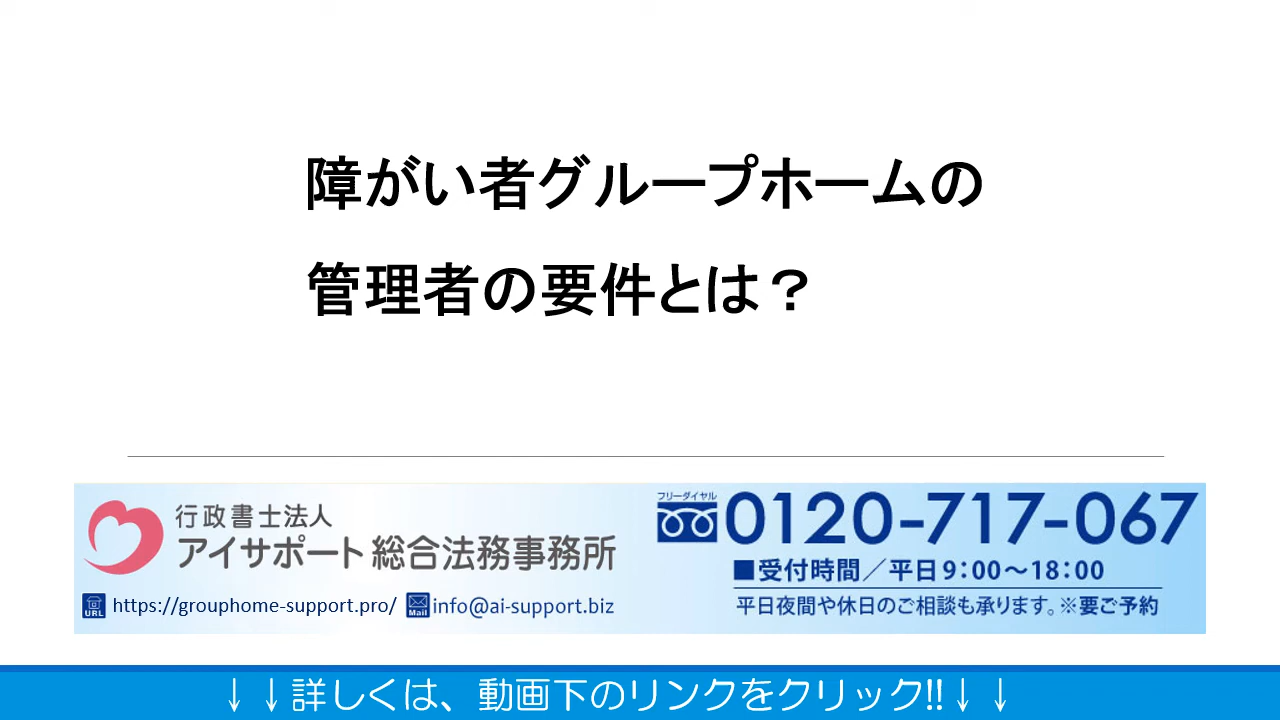 障がい者グループホームの
管理者の要件とは？
行政書士法人
アイサポート 総合法務事務所
URL https://grouphome-support.pro/ Mail info@ai-support.biz
フリーダイヤル
0120-717-067
■受付時間／平日9：00～18：00
平日夜間や休日のご相談も承ります。※要ご予約
↓↓詳しくは、動画下のリンクをクリック!!↓↓